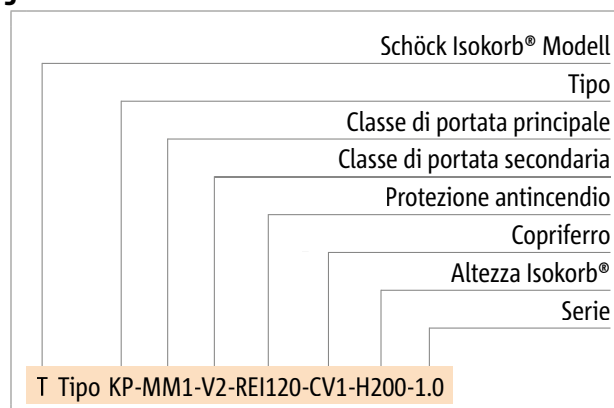 Schöck Isokorb® Modell
Tipo
Classe di portata principale
Classe di portata secondaria
Protezione antincendio
Copriferro
Altezza Isokorb®
Serie
T Tipo KP-MM1-V2-REI120-CV1-H200-1.0